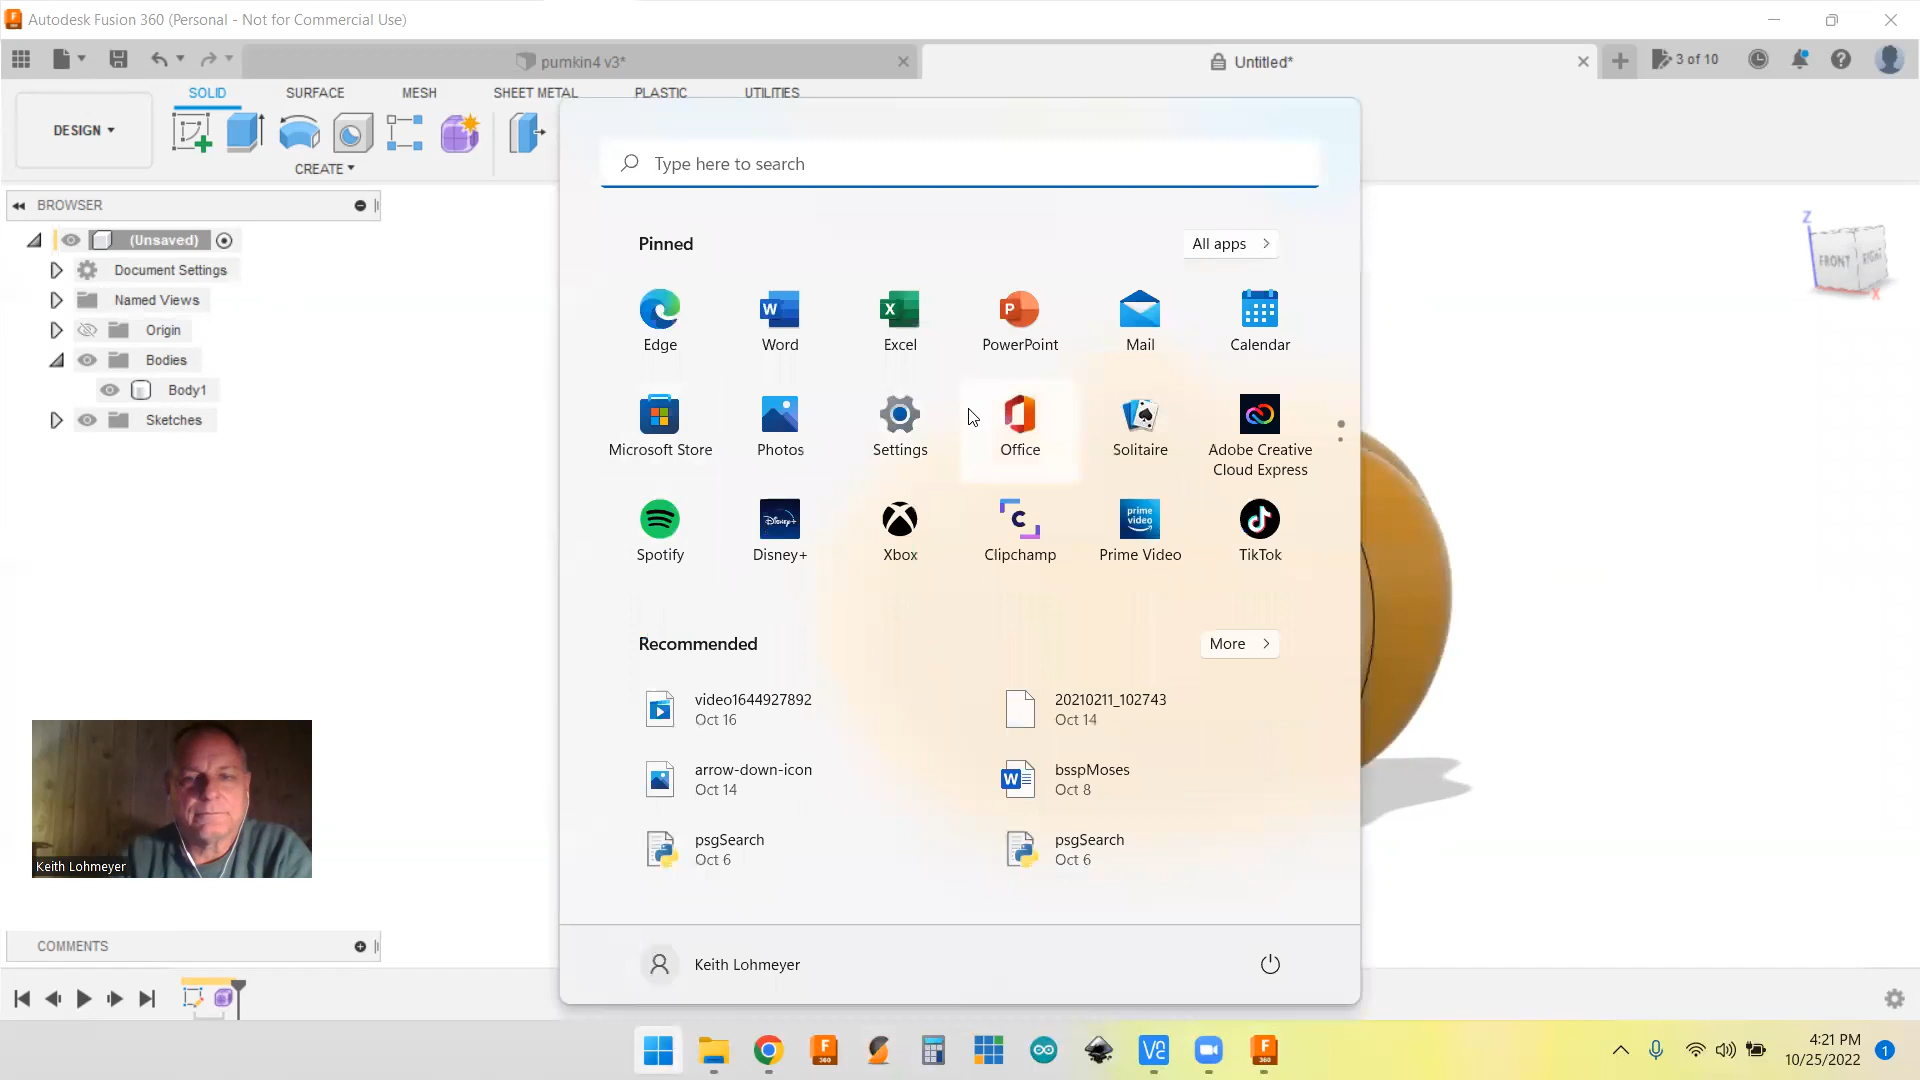 Autodesk Fusion 360 (Personal - Not for Commercial Use)
pumkin4 v3*
Untitled*
3 of 10
SOLID
SURFACE
MESH
SHEET METAL
PLASTIC
UTILITIES
DESIGN
CREATE
BROWSER
(Unsaved)
Document Settings
Named Views
Origin
Bodies
Body1
Sketches
Type here to search
Pinned
All apps
Edge
Word
Excel
PowerPoint
Mail
Calendar
Microsoft Store
Photos
Settings
Office
Solitaire
Adobe Creative
Cloud Express
prime
video
Disney+
Spotify
Disney+
Xbox
Clipchamp
Prime Video
TikTok
Recommended
More
video1644927892
Oct 16
20210211_102743
Oct 14
arrow-down-icon
Oct 14
bsspMoses
Oct 8
psgSearch
Oct 6
psgSearch
Oct 6
Keith Lohmeyer
Z
FRONT
RIGHT
X
Keith Lohmeyer
COMMENTS
4:21 PM
10/25/2022
1